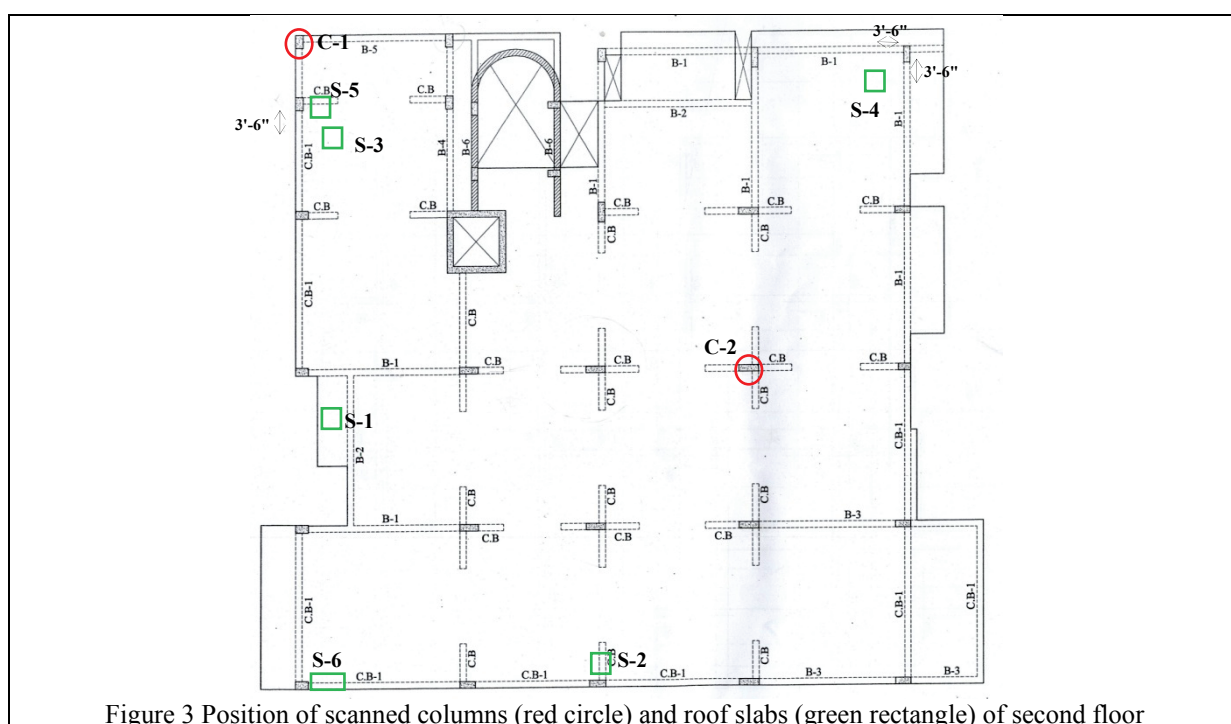 C-1
B-5
B-1
B-1
3'-6"
3'-6"
C.B
S-5
C.B
S-4
B-2
3'-6"
S-3
C.B-1
B-4
B-6
B-6
B-1
B-1
B-1
C.B
C.B
C.B
C.B
C.B
C.B
C.B
C.B-1
C.B
B-1
B-1
C.B
C.B
C-2
C.B
C.B
C.B
C.B
S-1
B-2
C.B-1
C.B
C.B
C.B
B-1
C.B
C.B
C.B
B-3
C.B-1
C.B-1
C.B-1
C.B
C.B
S-2
C.B
S-6
C.B-1
C.B-1
C.B-1
B-3
B-3
Figure 3 Position of scanned columns (red circle) and roof slabs (green rectangle) of second floor